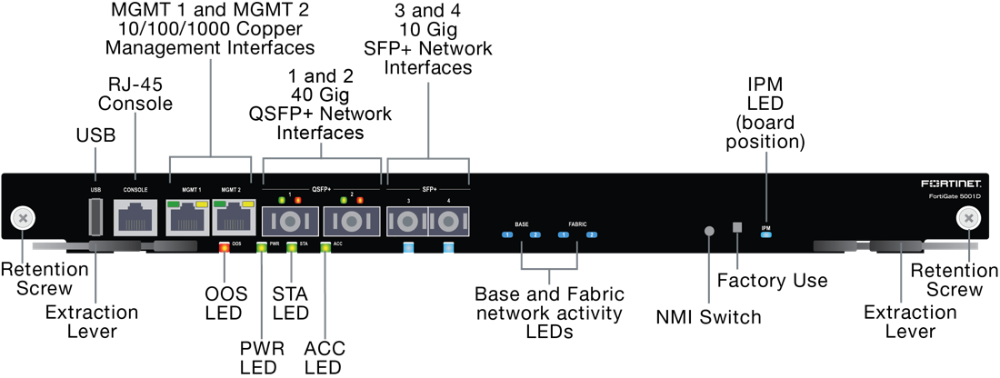 MGMT 1 and MGMT 2
10/100/1000 Copper
Management Interfaces
3 and 4
10 Gig
SFP+ Network
Interfaces
1 and 2
40 Gig
QSFP+ Network
Interfaces
RJ-45
Console
USB
IPM
LED
(board
position)
USB
CONSOLE
MGMT 1
MGMT 2
QSFP+
1
2
SFP+
3
4
BASE
1
2
FABRIC
1
2
IPM
FORTINET
FortiGate 5001D
OOS
PWR
STA
ACC
Retention
Screw
Extraction
Lever
OOS
LED
STA
LED
PWR
LED
ACC
LED
Base and Fabric
network activity
LEDs
NMI Switch
Factory Use
Extraction
Lever
Retention
Screw